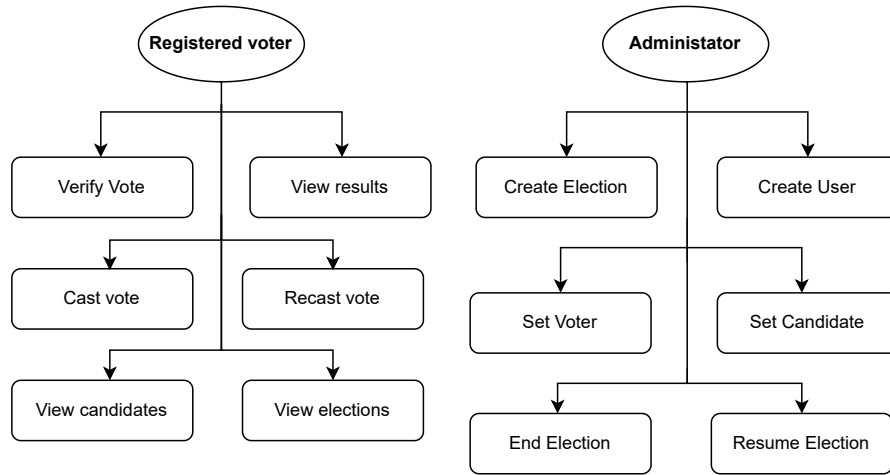 Registered voter
Verify Vote
View results
Cast vote
Recast vote
View candidates
View elections
Administator
Create Election
Create User
Set Voter
Set Candidate
End Election
Resume Election